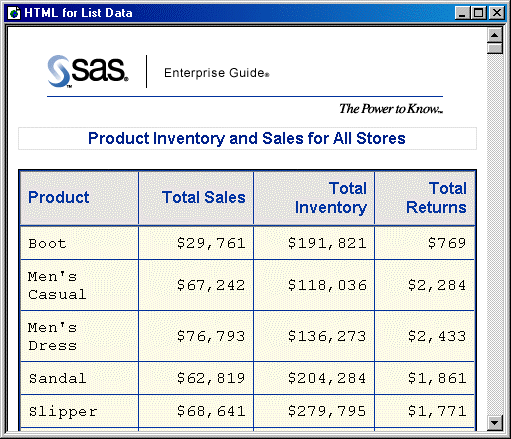 HTML for List Data
sas. Enterprise Guide®
TM
The Power to Know™
Product Inventory and Sales for All Stores
Product Total Sales Total Inventory Total Returns
Boot $29,761 $191,821 $769
Men's Casual $67,242 $118,036 $2,284
Men's Dress $76,793 $136,273 $2,433
Sandal $62,819 $204,284 $1,861
Slipper $68,641 $279,795 $1,771